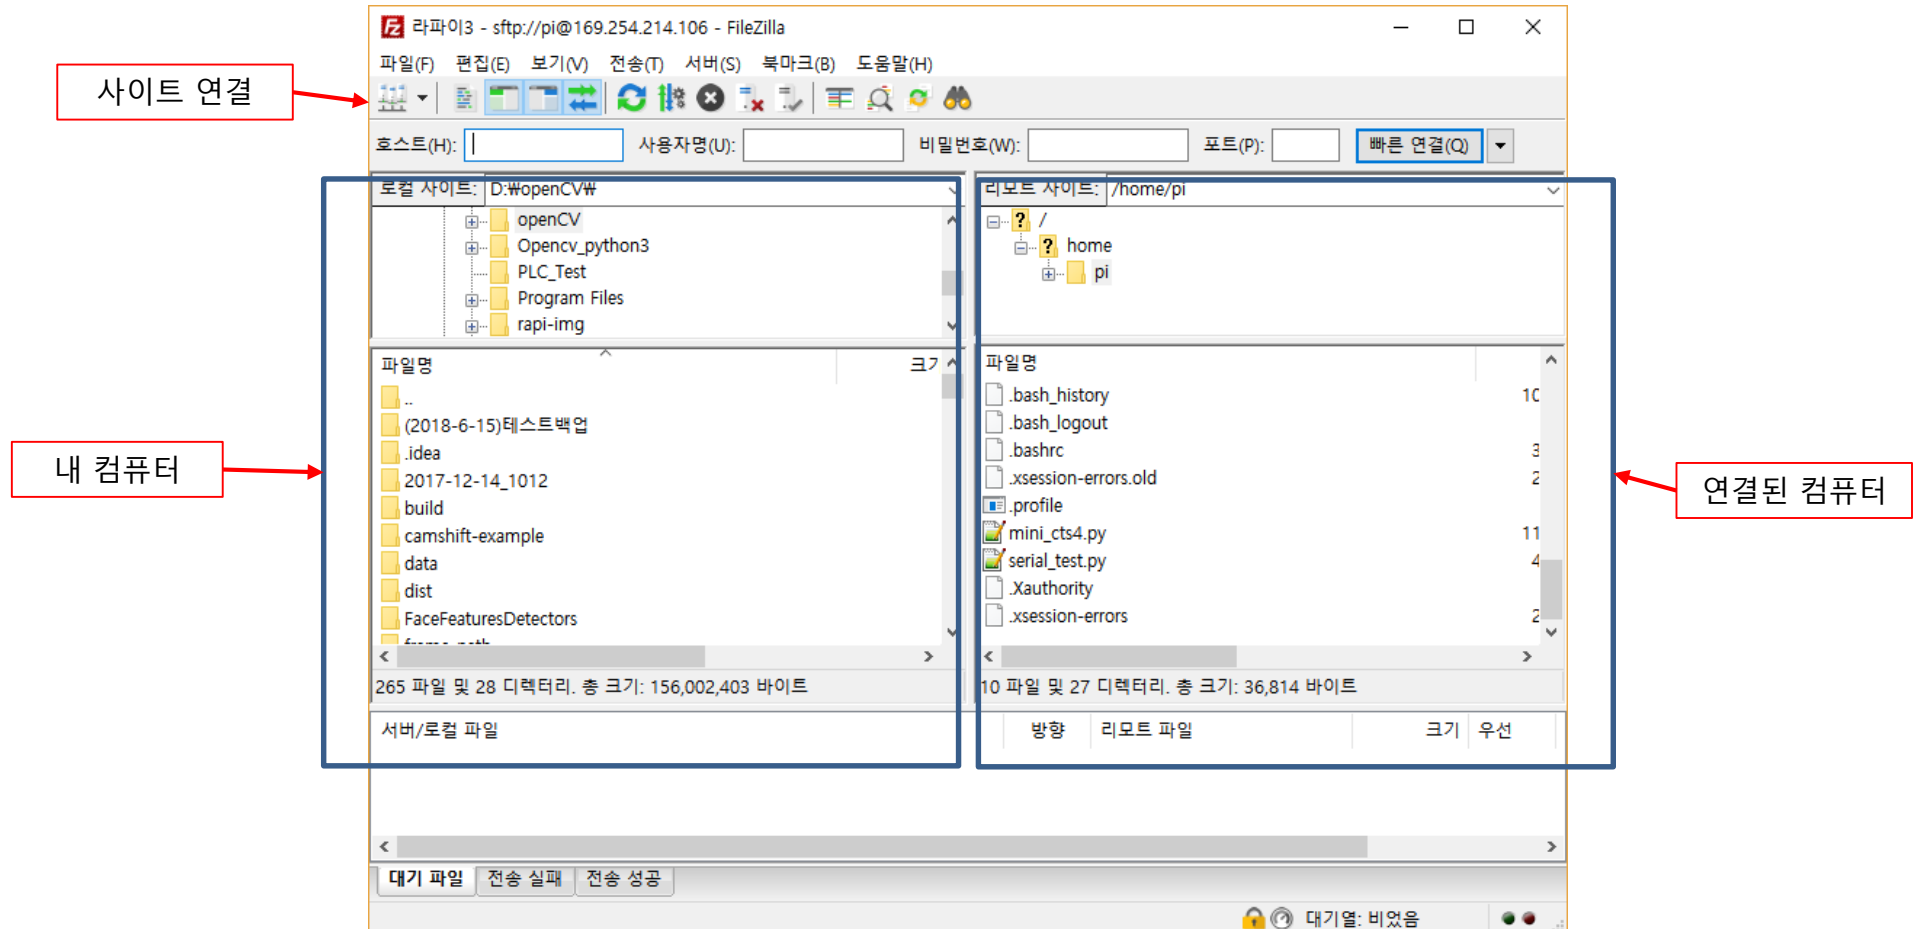 라파이3 - sftp://pi@169.254.214.106 - FileZilla
파일(F) 편집(E) 보기(V) 전송(T) 서버(S) 북마크(B) 도움말(H)
사이트 연결
호스트(H): 사용자명(U): 비밀번호(W): 포트(P): 빠른 연결(Q)
로컬 사이트: D:₩openCV₩
openCV
Opencv_python3
PLC_Test
Program Files
rapi-img
리모트 사이트: /home/pi
/
home
pi
파일명 크기
..
(2018-6-15)테스트백업
.idea
2017-12-14_1012
build
camshift-example
data
dist
FaceFeaturesDetectors
265 파일 및 28 디렉터리. 총 크기: 156,002,403 바이트
내 컴퓨터
파일명
.bash_history 10
.bash_logout
.bashrc 3
.xsession-errors.old 2
.profile
mini_cts4.py 11
serial_test.py 4
.Xauthority
.xsession-errors 2
10 파일 및 27 디렉터리. 총 크기: 36,814 바이트
연결된 컴퓨터
서버/로컬 파일 방향 리모트 파일 크기 우선
대기 파일 전송 실패 전송 성공
대기열: 비었음